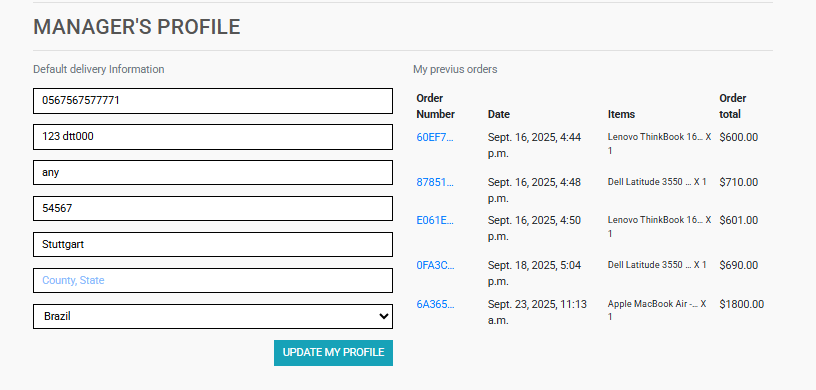 MANAGER'S PROFILE
Default delivery Information
0567567577771
123 dtt000
any
54567
Stuttgart
County, State
Brazil
UPDATE MY PROFILE
My previus orders
Order Number Date Items Order total
60EF7... Sept. 16, 2025, 4:44 p.m. Lenovo ThinkBook 16... X 1 $600.00
87851... Sept. 16, 2025, 4:48 p.m. Dell Latitude 3550 ... X 1 $710.00
E061E... Sept. 16, 2025, 4:50 p.m. Lenovo ThinkBook 16... X 1 $601.00
0FA3C... Sept. 18, 2025, 5:04 p.m. Dell Latitude 3550 ... X 1 $690.00
6A365... Sept. 23, 2025, 11:13 a.m. Apple MacBook Air -... X 1 $1800.00